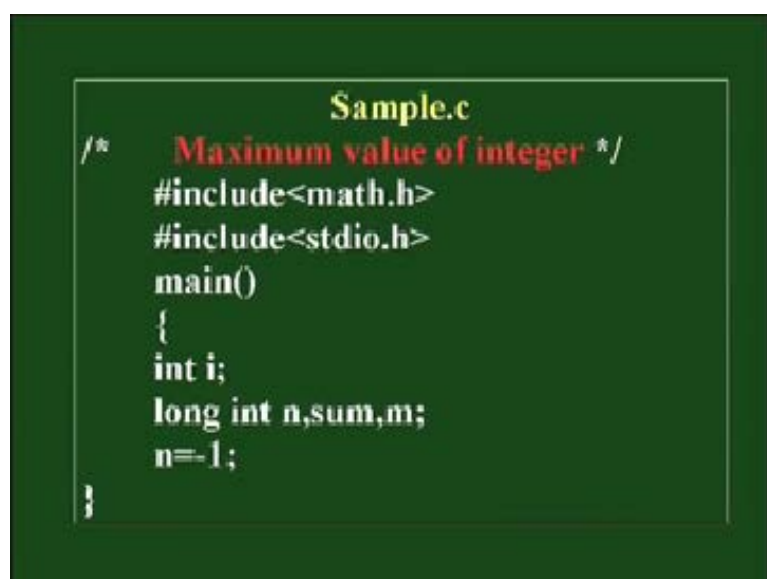 Sample.c
/* Maximum value of integer */
#include<math.h>
#include<stdio.h>
main()
{
int i;
long int n,sum,m;
n=-1;
}